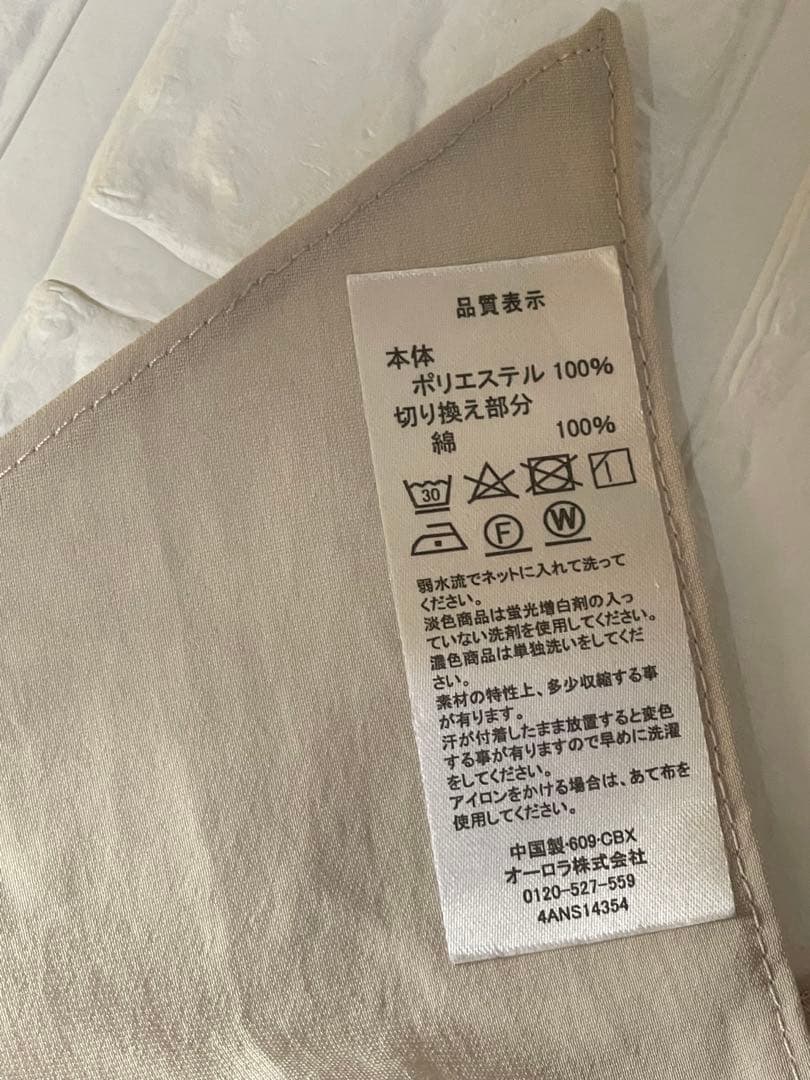 品質表示
本体
ポリエステル 100%
切り換え部分
綿 100%
30
F W
弱水流でネットに入れて洗って
ください。
淡色商品は蛍光増白剤の入っ
ていない洗剤を使用してください。
濃色商品は単独洗いをしてくだ
さい。
素材の特性上、多少収縮する事
が有ります。
汗が付着したまま放置すると変色
する事が有りますので早めに洗濯
をしてください。
アイロンをかける場合は、あて布を
使用してください。
中国製・609・CBX
オーロラ株式会社
0120-527-559
4ANS14354